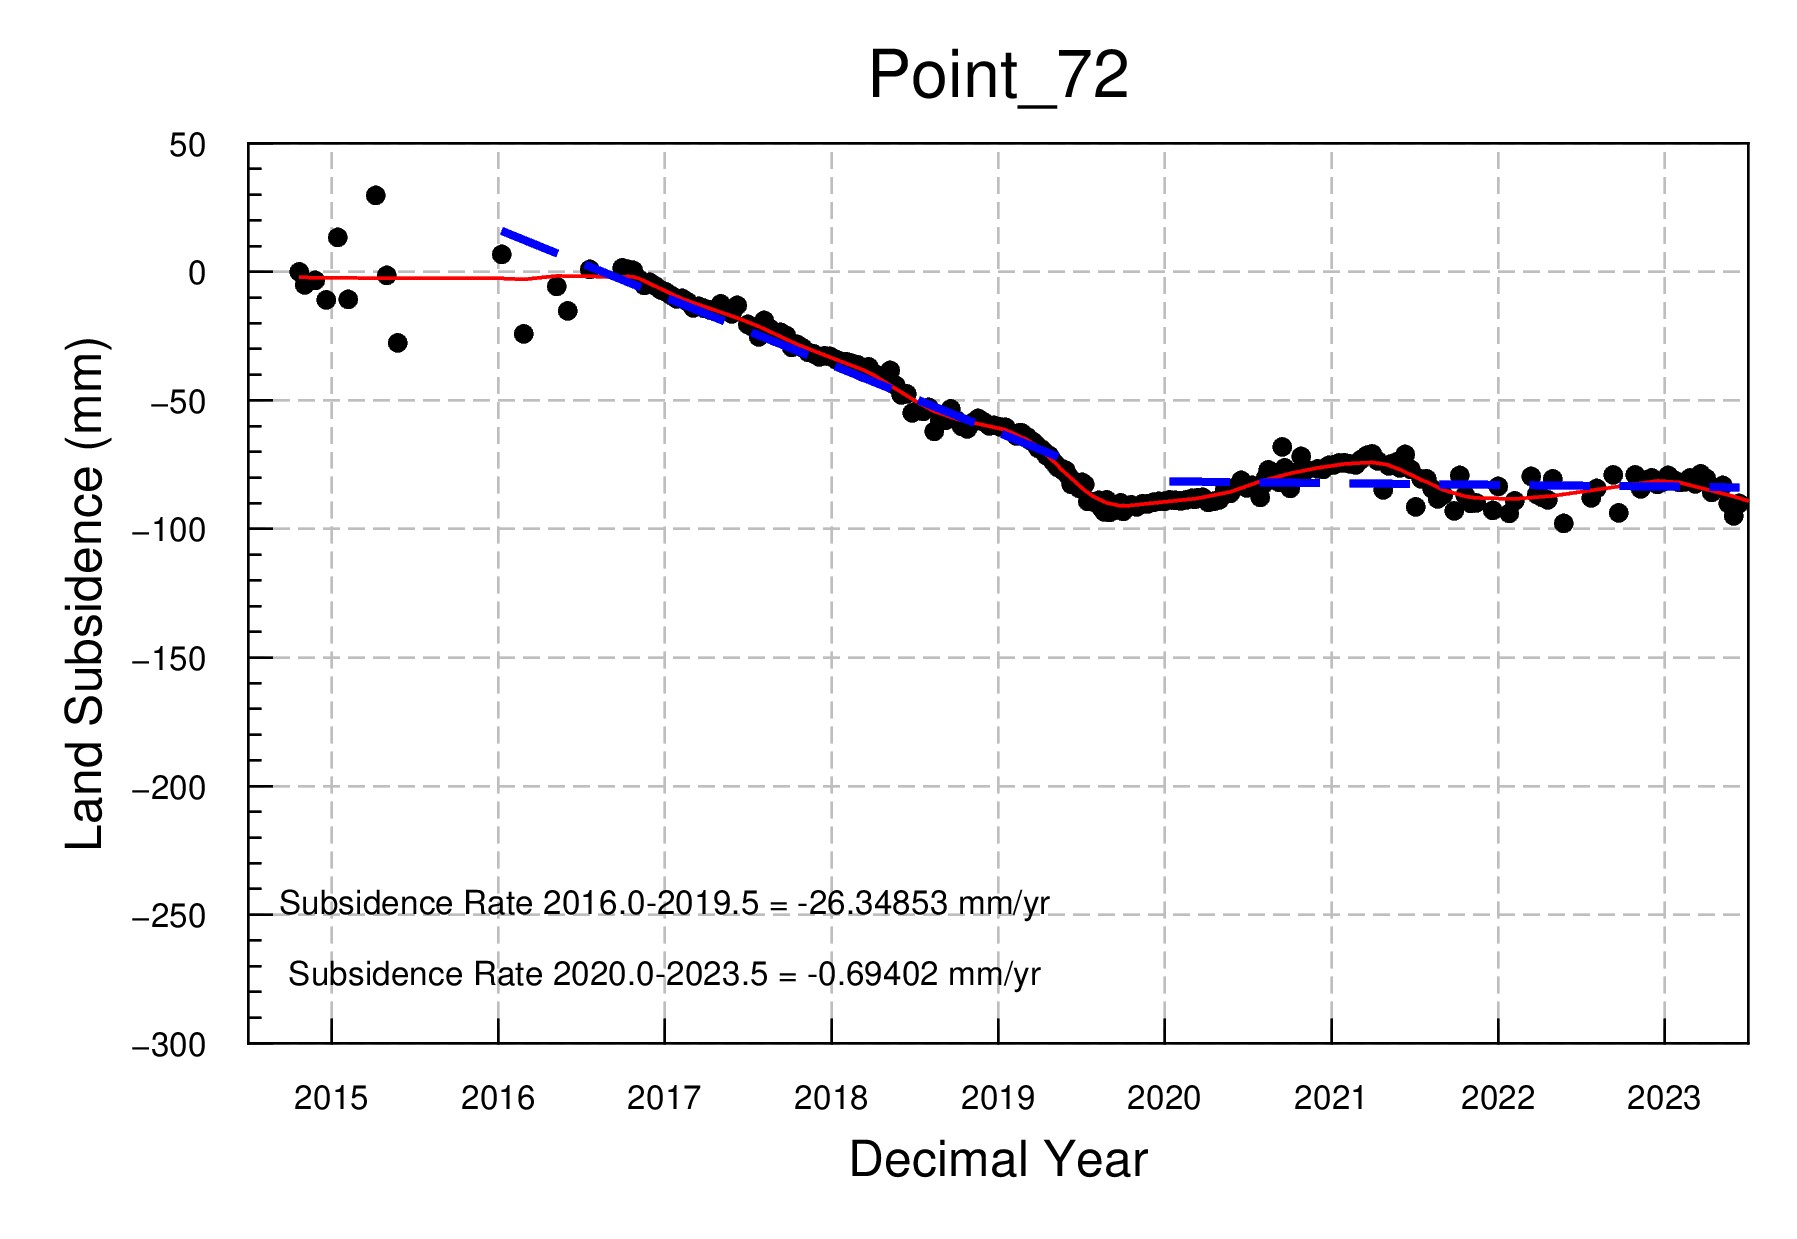 Point_72
50
0
−50
−100
−150
−200
−250
−300
Land Subsidence (mm)
Subsidence Rate 2016.0-2019.5 = -26.34853 mm/yr
Subsidence Rate 2020.0-2023.5 = -0.69402 mm/yr
2015 2016 2017 2018 2019 2020 2021 2022 2023
Decimal Year